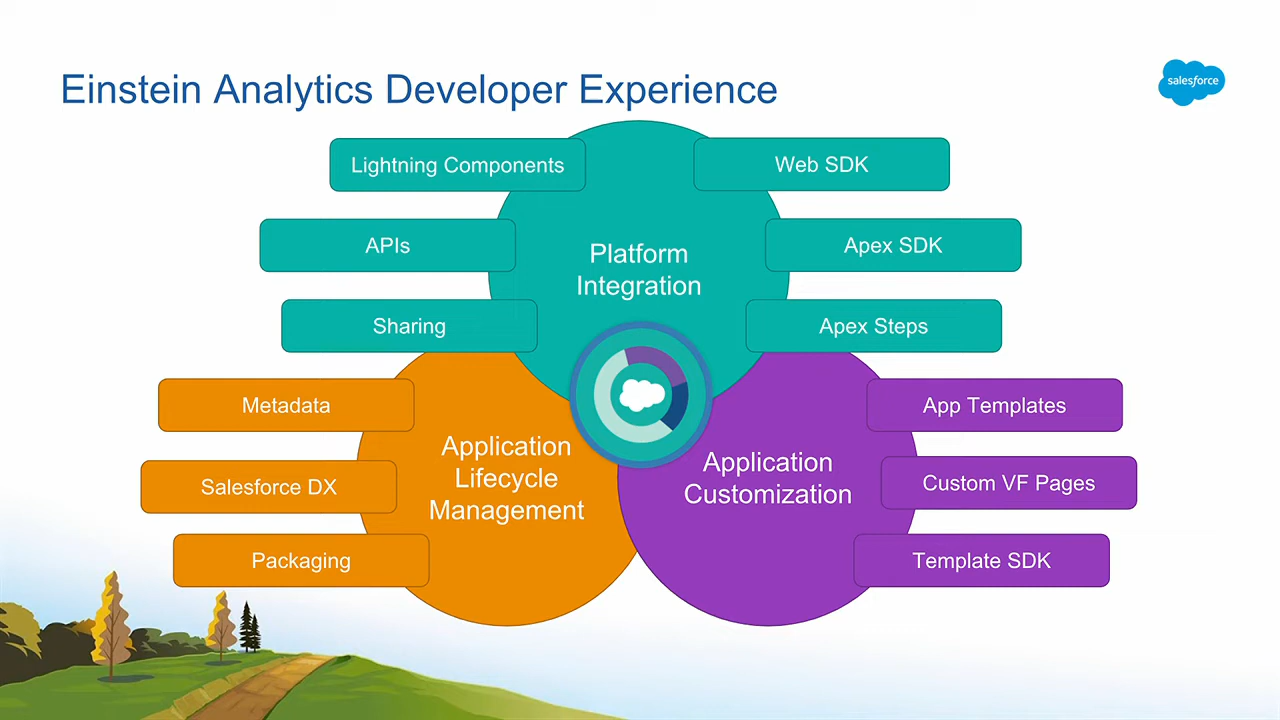 Einstein Analytics Developer Experience
salesforce
Lightning Components
Web SDK
APIs
Apex SDK
Platform
Integration
Sharing
Apex Steps
Metadata
App Templates
Application
Lifecycle
Management
Application
Customization
Salesforce DX
Custom VF Pages
Packaging
Template SDK